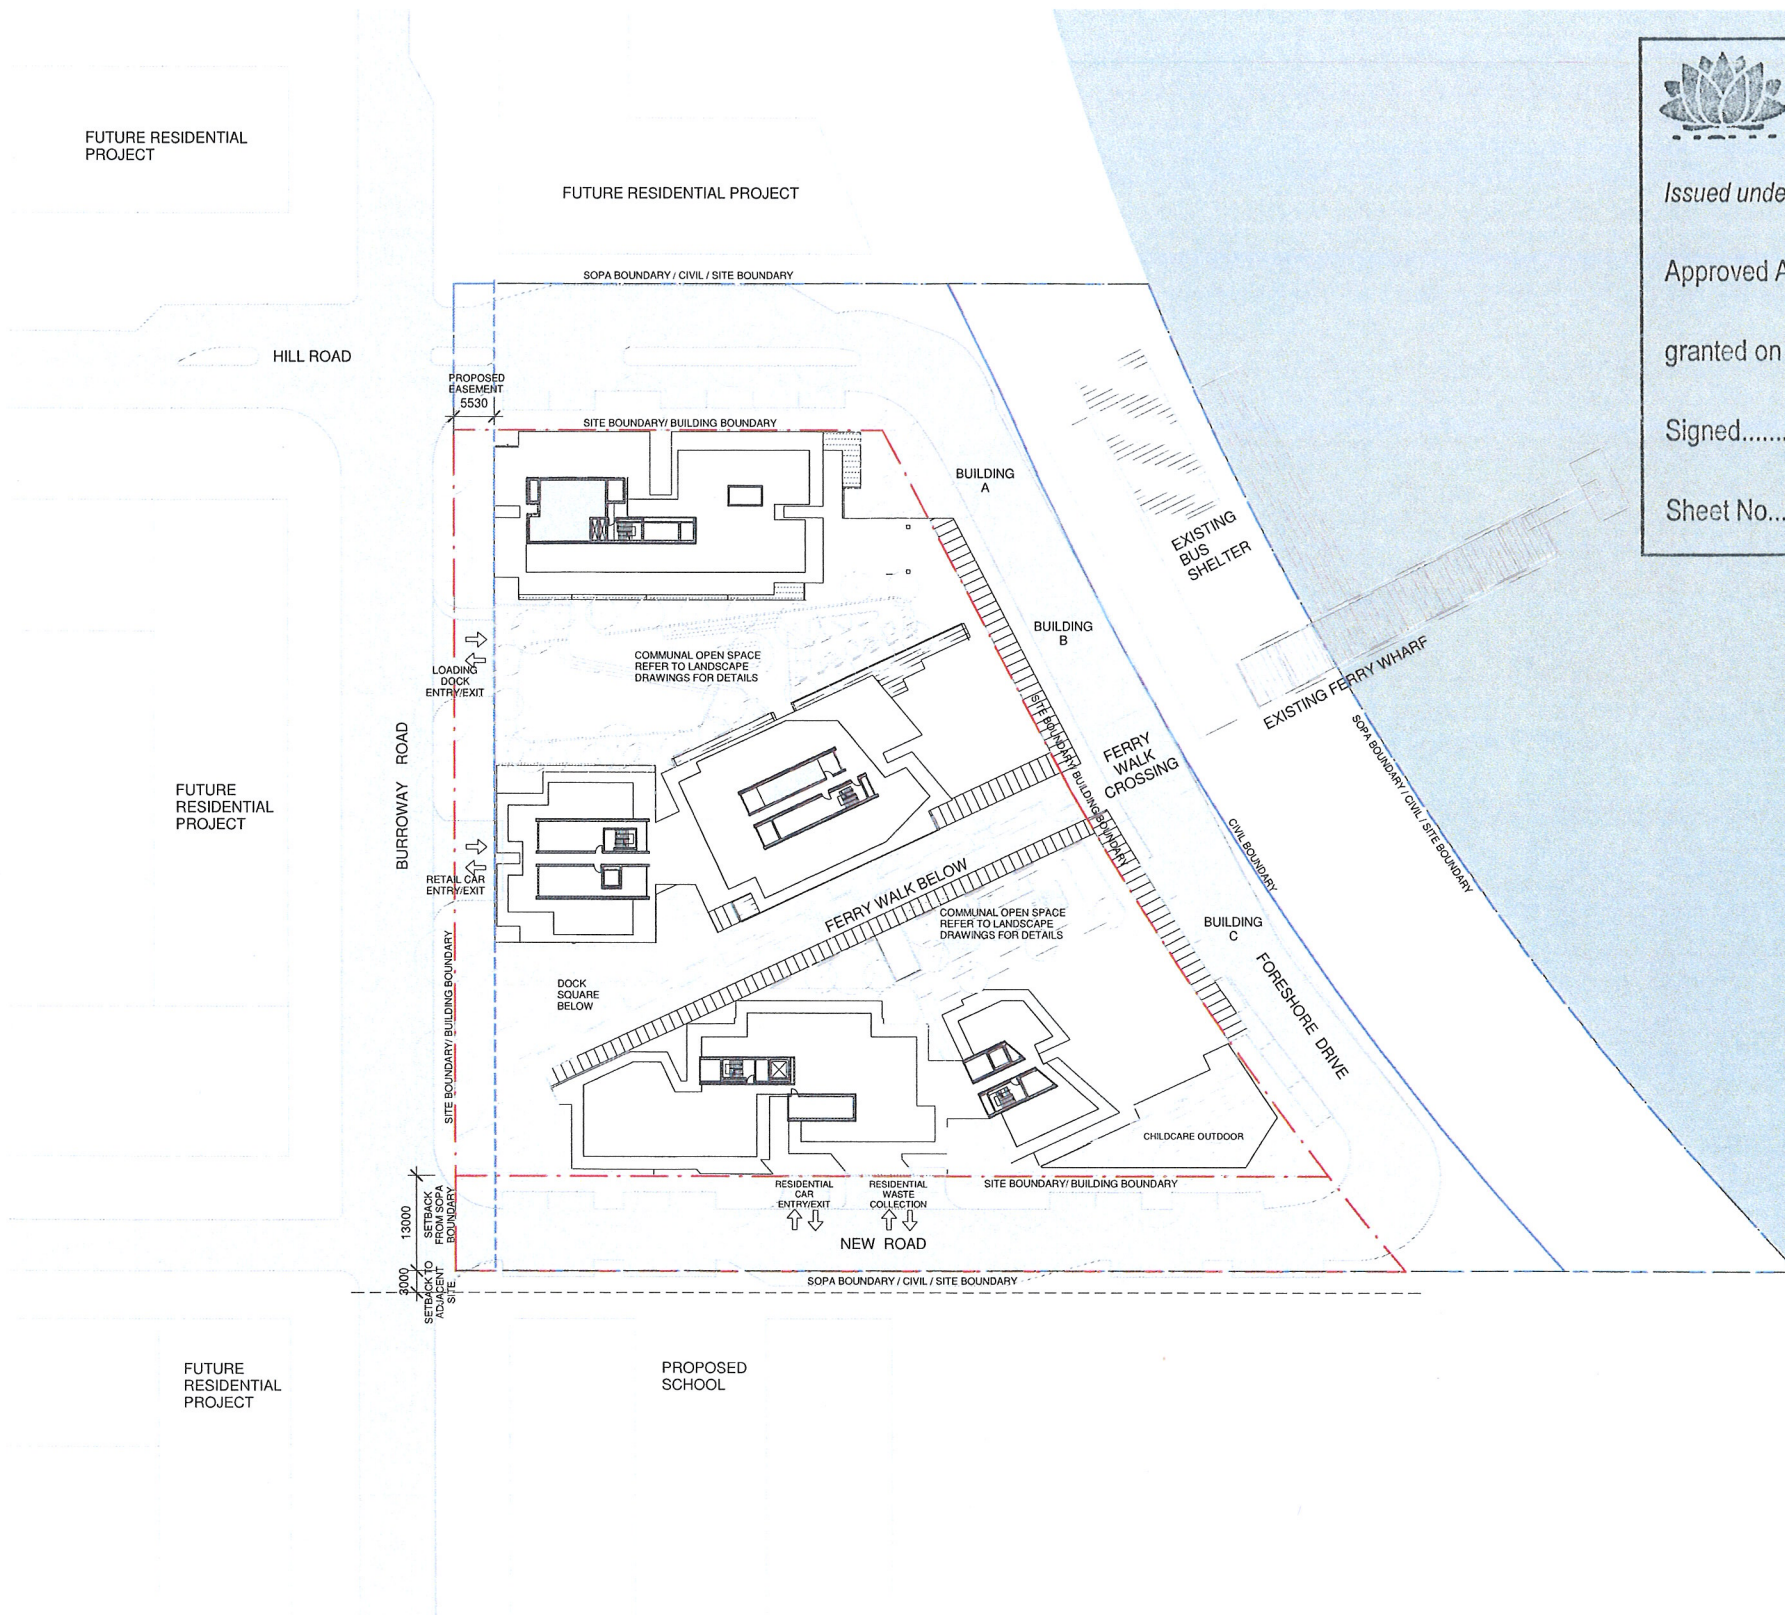 FUTURE RESIDENTIAL
PROJECT
FUTURE RESIDENTIAL PROJECT
Issued unde
Approved A
granted on
Signed.......
Sheet No...
SOPA BOUNDARY / CIVIL / SITE BOUNDARY
HILL ROAD
PROPOSED
EASEMENT
5530
SITE BOUNDARY/ BUILDING BOUNDARY
BUILDING
A
EXISTING
BUS
SHELTER
BUILDING
B
COMMUNAL OPEN SPACE
REFER TO LANDSCAPE
DRAWINGS FOR DETAILS
LOADING
DOCK
ENTRY/EXIT
EXISTING FERRY WHARF
SITE BOUNDARY/ BUILDING BOUNDARY
FERRY
WALK
CROSSING
SOPA BOUNDARY / CIVIL / SITE BOUNDARY
BURROWAY ROAD
FUTURE
RESIDENTIAL
PROJECT
CIVIL BOUNDARY
RETAIL CAR
ENTRY/EXIT
FERRY WALK BELOW
COMMUNAL OPEN SPACE
REFER TO LANDSCAPE
DRAWINGS FOR DETAILS
BUILDING
C
FORESHORE DRIVE
SITE BOUNDARY/ BUILDING BOUNDARY
DOCK
SQUARE
BELOW
CHILDCARE OUTDOOR
RESIDENTIAL
CAR
ENTRY/EXIT
RESIDENTIAL
WASTE
COLLECTION
SITE BOUNDARY/ BUILDING BOUNDARY
13000
SETBACK
FROM SOPA
BOUNDARY
NEW ROAD
3000
SETBACK TO
ADJACENT
SITE
SOPA BOUNDARY / CIVIL / SITE BOUNDARY
FUTURE
RESIDENTIAL
PROJECT
PROPOSED
SCHOOL